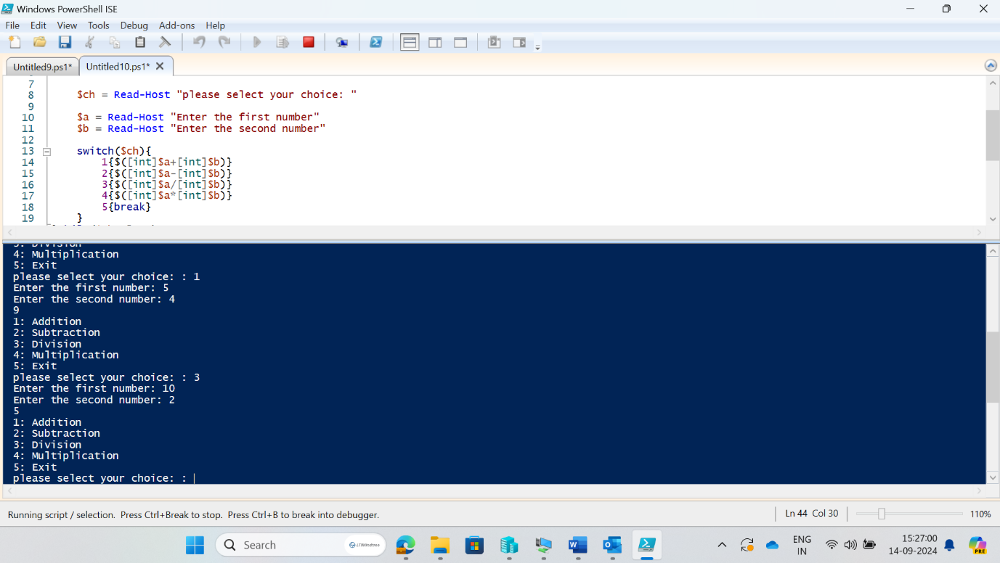 Windows PowerShell ISE
File Edit View Tools Debug Add-ons Help
Untitled9.ps1* Untitled10.ps1*
7
8 $ch = Read-Host "please select your choice: "
9
10 $a = Read-Host "Enter the first number"
11 $b = Read-Host "Enter the second number"
12
13 switch($ch){
14 1{$([int]$a+[int]$b)}
15 2{$([int]$a-[int]$b)}
16 3{$([int]$a/[int]$b)}
17 4{$([int]$a*[int]$b)}
18 5{break}
19 }
3: Division
4: Multiplication
5: Exit
please select your choice: : 1
Enter the first number: 5
Enter the second number: 4
9
1: Addition
2: Subtraction
3: Division
4: Multiplication
5: Exit
please select your choice: : 3
Enter the first number: 10
Enter the second number: 2
5
1: Addition
2: Subtraction
3: Division
4: Multiplication
5: Exit
please select your choice: :
Running script / selection. Press Ctrl+Break to stop. Press Ctrl+B to break into debugger.
Ln 44 Col 30
110%
Search
LTIMindtree
ENG
IN
15:27:00
14-09-2024
PRE